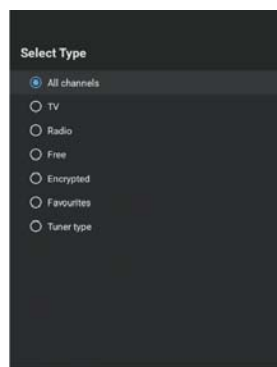 Select Type
All channels
TV
Radio
Free
Encrypted
Favourites
Tuner type